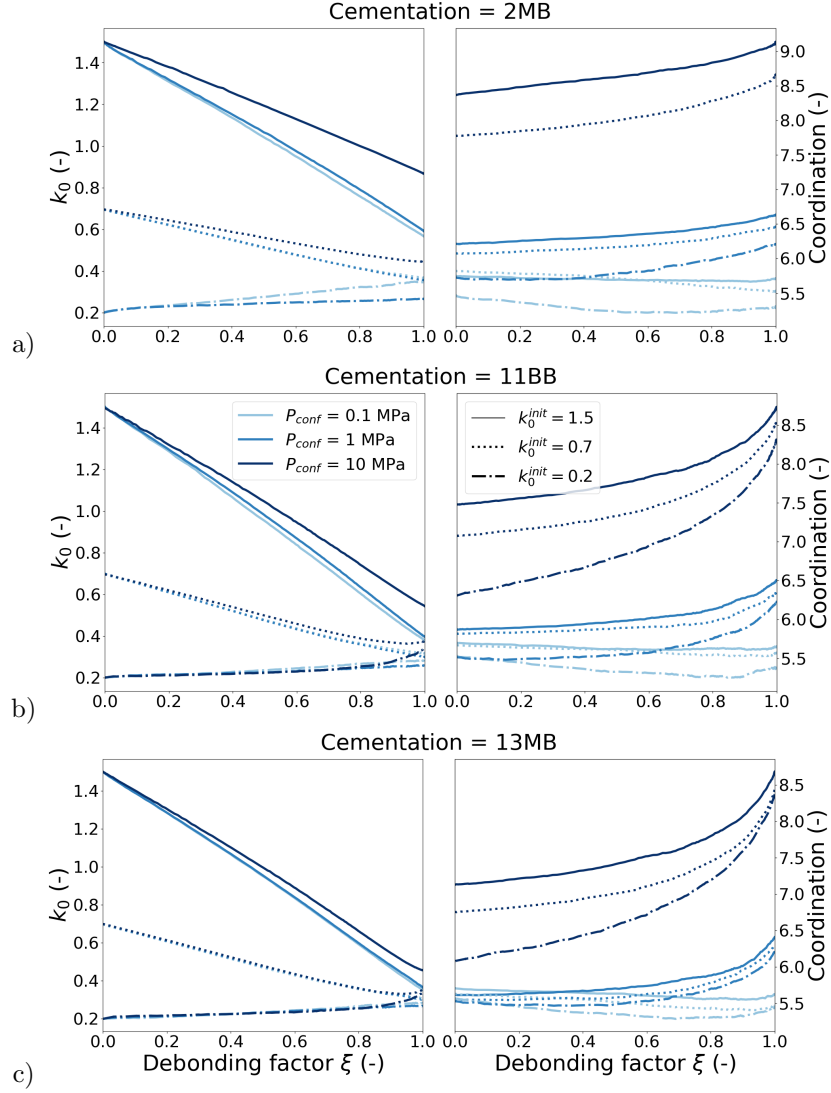 Cementation = 2MB
1.4
1.2
1.0
0.8
0.6
0.4
0.2
k0 (-)
0.0 0.2 0.4 0.6 0.8 1.0
9.0
8.5
8.0
7.5
7.0
6.5
6.0
5.5
Coordination (-)
0.0 0.2 0.4 0.6 0.8 1.0
a)
Cementation = 11BB
1.4
1.2
1.0
0.8
0.6
0.4
0.2
k0 (-)
Pconf = 0.1 MPa
Pconf = 1 MPa
Pconf = 10 MPa
0.0 0.2 0.4 0.6 0.8 1.0
k0init = 1.5
k0init = 0.7
k0init = 0.2
8.5
8.0
7.5
7.0
6.5
6.0
5.5
Coordination (-)
0.0 0.2 0.4 0.6 0.8 1.0
b)
Cementation = 13MB
1.4
1.2
1.0
0.8
0.6
0.4
0.2
k0 (-)
0.0 0.2 0.4 0.6 0.8 1.0
Debonding factor ξ (-)
8.5
8.0
7.5
7.0
6.5
6.0
5.5
Coordination (-)
0.0 0.2 0.4 0.6 0.8 1.0
Debonding factor ξ (-)
c)